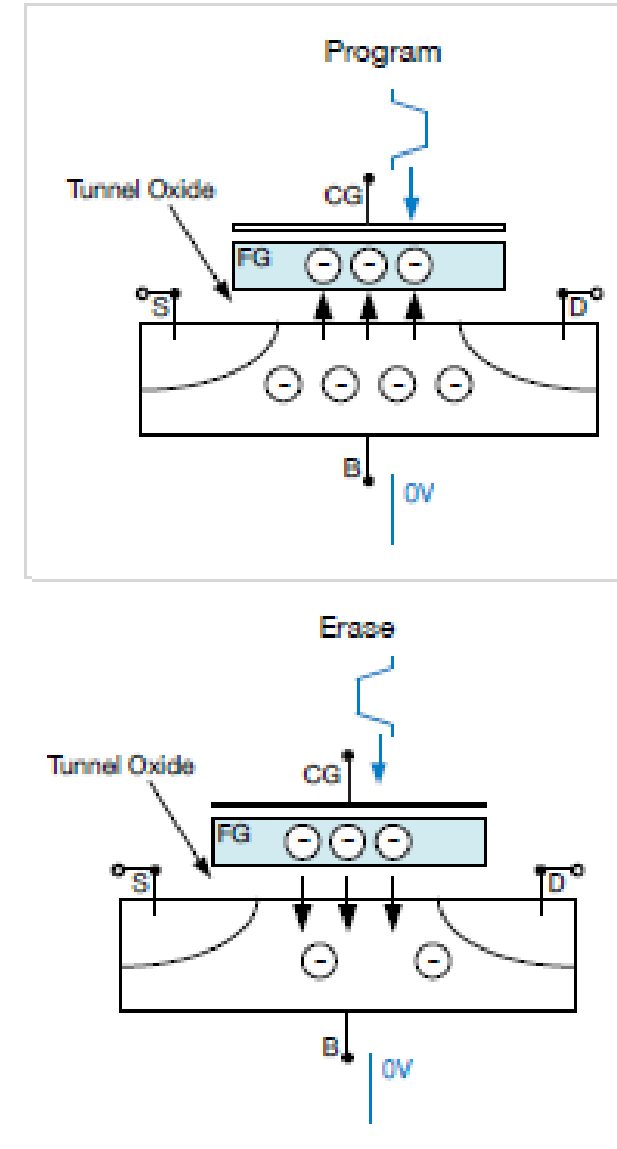 Program
Tunnel Oxide
CG
FG
- - -
S
D
- - - -
B
0V
Erase
Tunnel Oxide
CG
FG
- - -
S
D
- -
B
0V